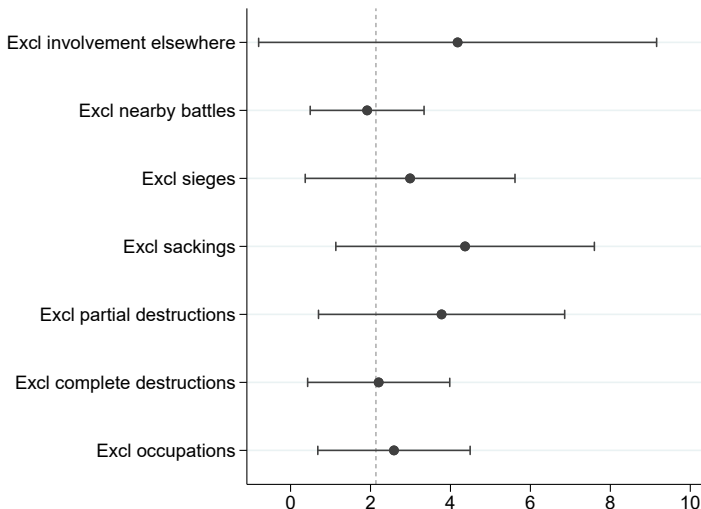 Excl involvement elsewhere
Excl nearby battles
Excl sieges
Excl sackings
Excl partial destructions
Excl complete destructions
Excl occupations
0 2 4 6 8 10